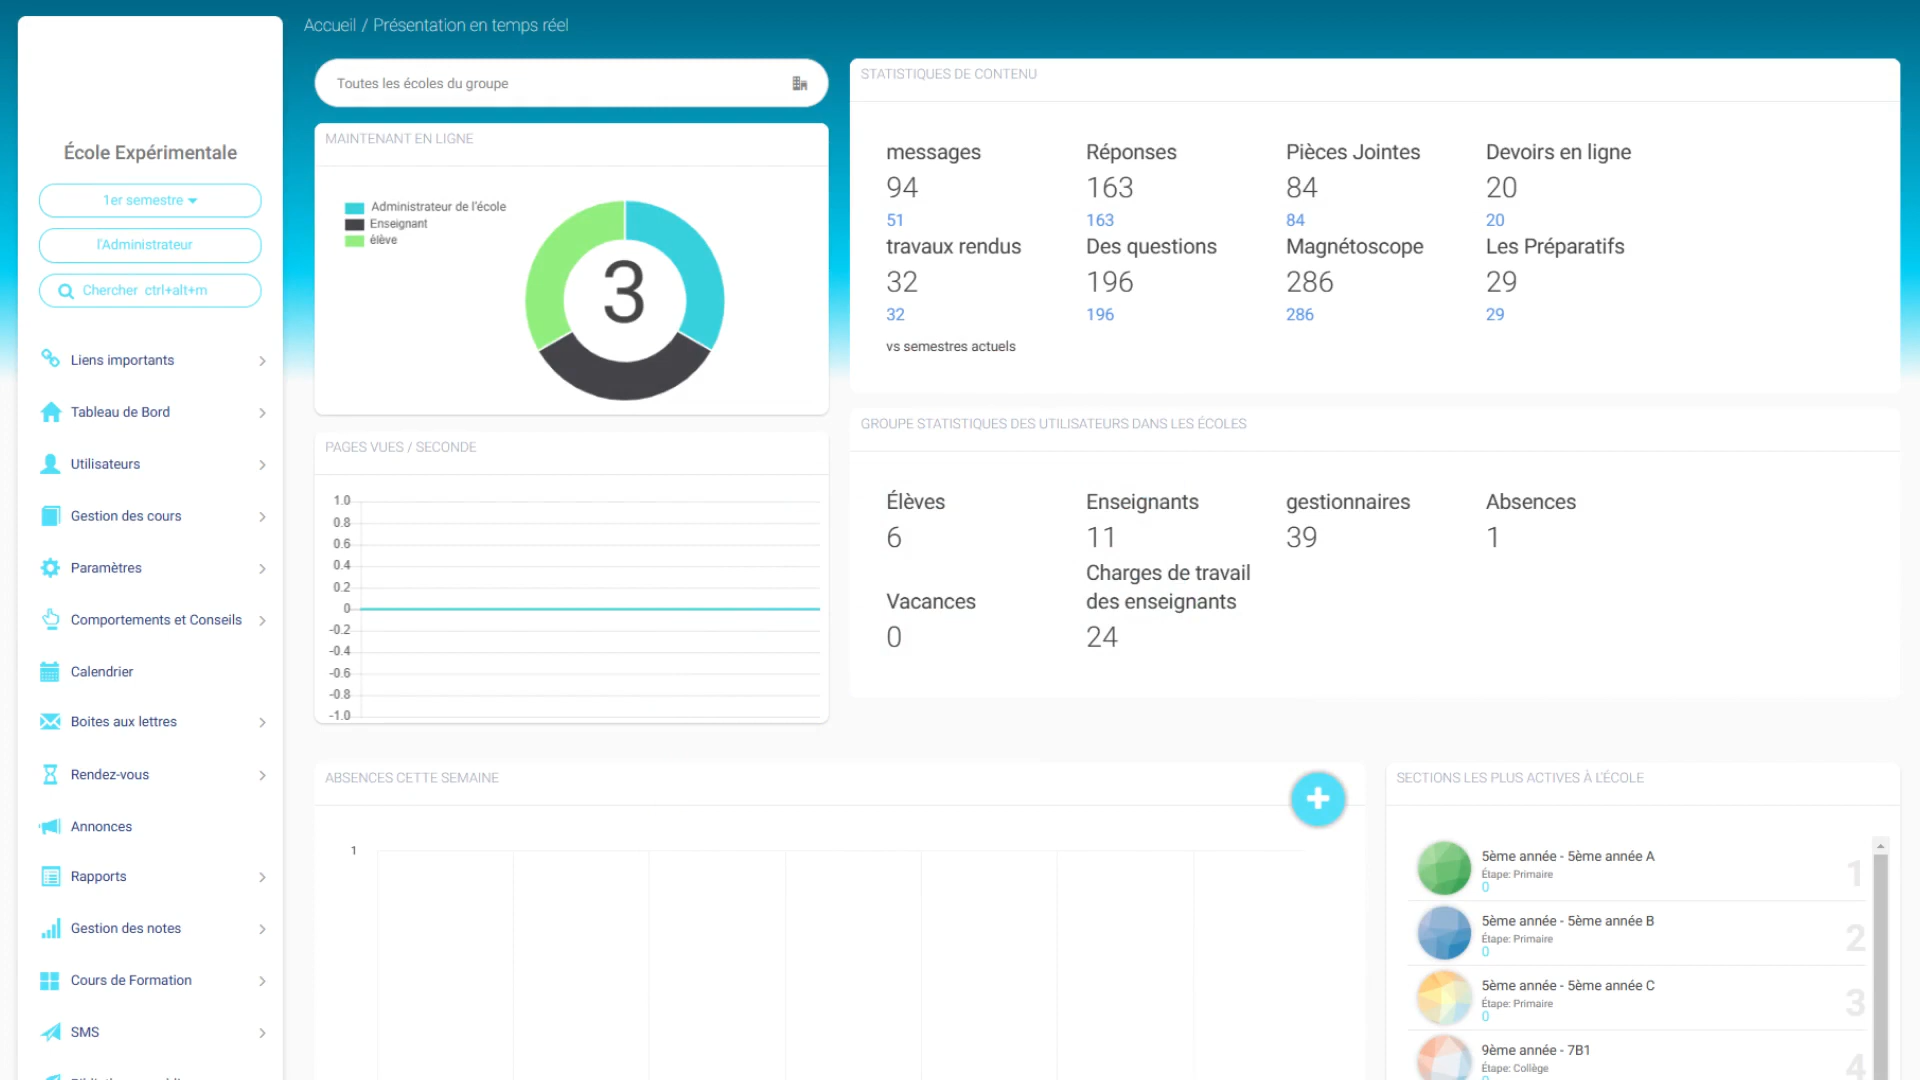 Accueil / Présentation en temps réel
École Expérimentale
1er semestre
l'Administrateur
Chercher ctrl+alt+m
Liens importants
Tableau de Bord
Utilisateurs
Gestion des cours
Paramètres
Comportements et Conseils
Calendrier
Boites aux lettres
Rendez-vous
Annonces
Rapports
Gestion des notes
Cours de Formation
SMS
Toutes les écoles du groupe
MAINTENANT EN LIGNE
Administrateur de l'école
Enseignant
élève
3
PAGES VUES / SECONDE
1.0
0.8
0.6
0.4
0.2
0
-0.2
-0.4
-0.6
-0.8
-1.0
STATISTIQUES DE CONTENU
messages Réponses Pièces Jointes Devoirs en ligne
94 163 84 20
51 163 84 20
travaux rendus Des questions Magnétoscope Les Préparatifs
32 196 286 29
32 196 286 29
vs semestres actuels
GROUPE STATISTIQUES DES UTILISATEURS DANS LES ÉCOLES
Élèves Enseignants gestionnaires Absences
6 11 39 1
Charges de travail
Vacances des enseignants
0 24
ABSENCES CETTE SEMAINE
1
SECTIONS LES PLUS ACTIVES À L'ÉCOLE
5ème année - 5ème année A
Étape: Primaire
0
1
5ème année - 5ème année B
Étape: Primaire
0
2
5ème année - 5ème année C
Étape: Primaire
0
3
9ème année - 7B1
Étape: Collège
4